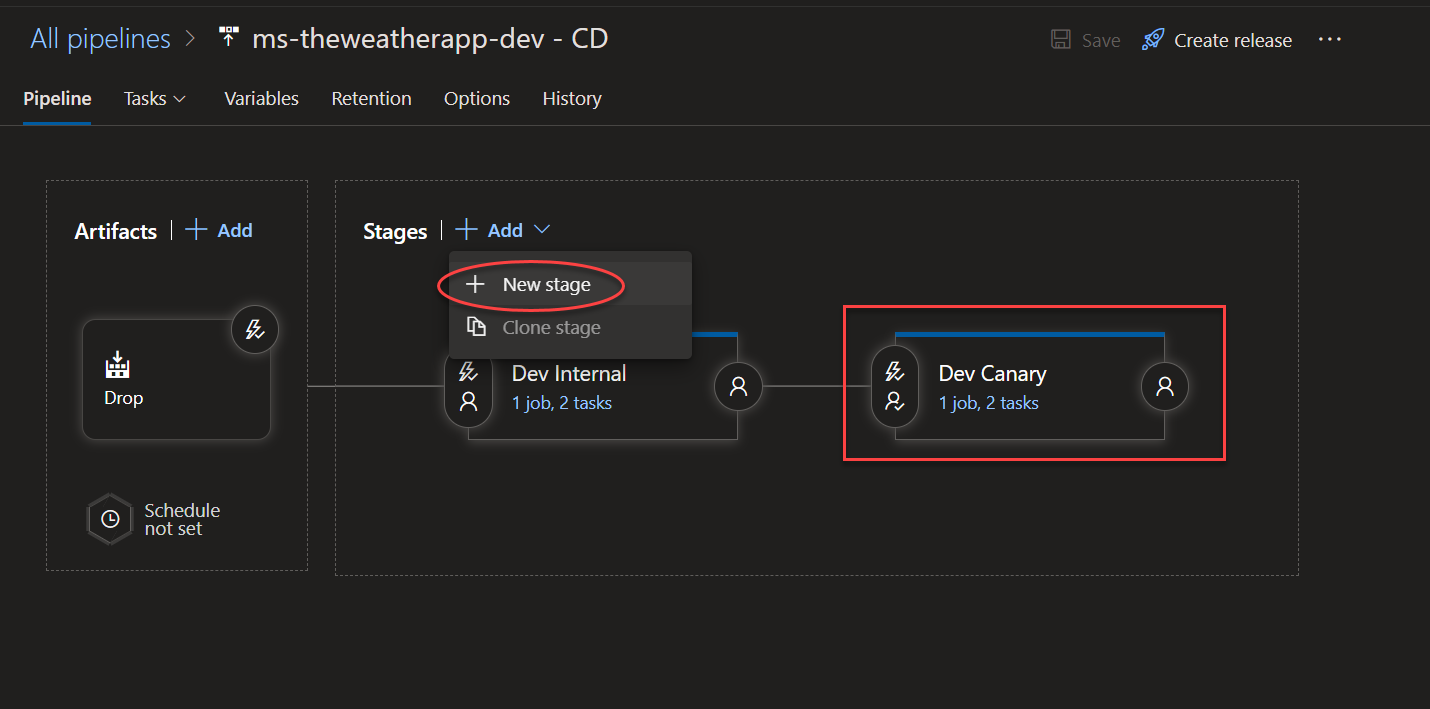 All pipelines > ms-theweatherapp-dev - CD
Save Create release ...
Pipeline Tasks Variables Retention Options History
Artifacts | + Add
Stages | + Add
+ New stage
Clone stage
Drop
Dev Internal
1 job, 2 tasks
Dev Canary
1 job, 2 tasks
Schedule
not set